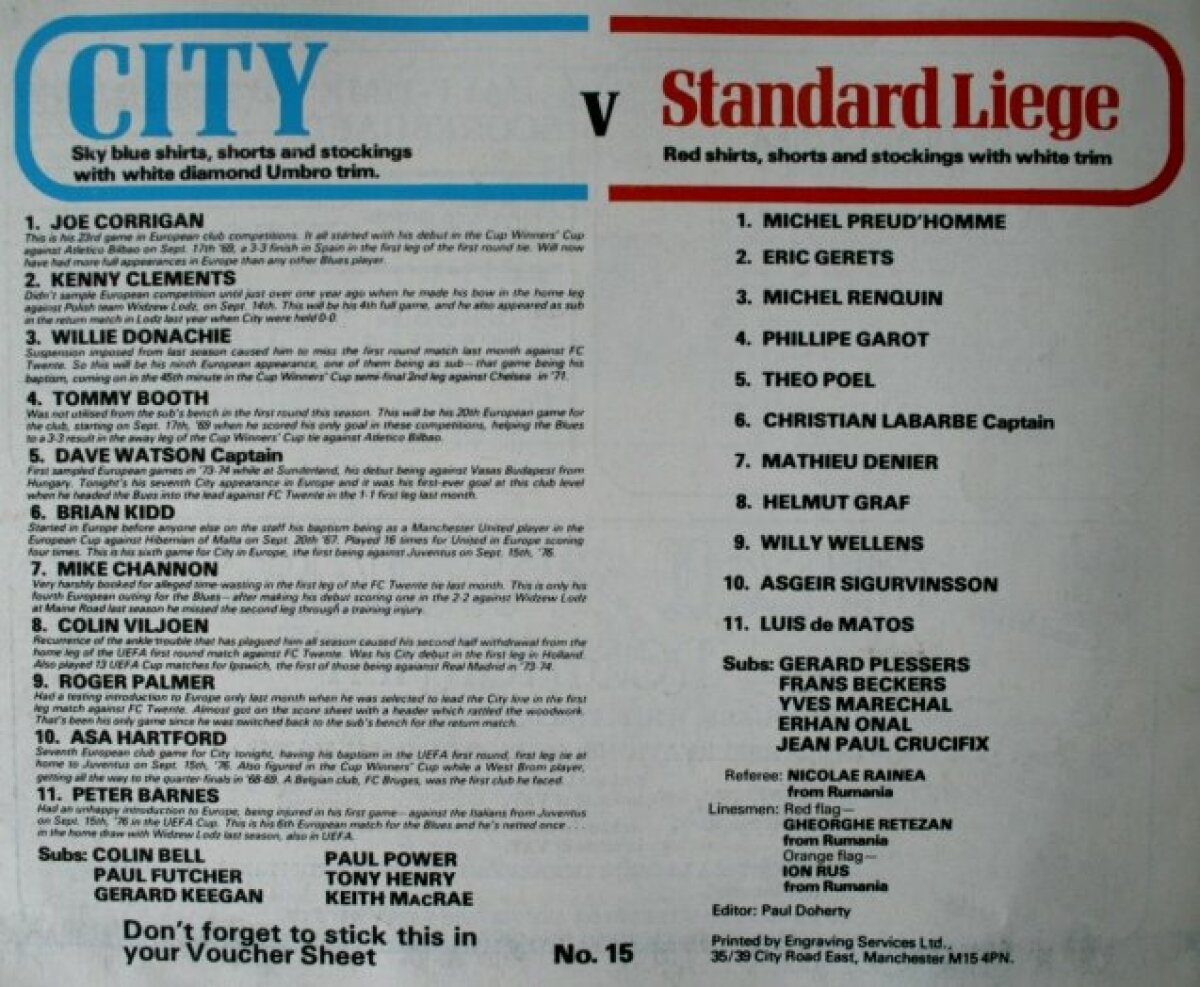 CITY
Sky blue shirts, shorts and stockings
with white diamond Umbro trim.
v
Standard Liege
Red shirts, shorts and stockings with white trim
1. JOE CORRIGAN
This is his 23rd game in European club competitions. It all started with his debut in the Cup Winners' Cup
against Atletico Bilbao on Sept. 17th '69, a 3-3 finish in Spain in the first leg of the first round tie. Will now
have had more full appearances in Europe than any other Blues player.
2. KENNY CLEMENTS
Didn't sample European competition until just over one year ago when he made his bow in the home leg
against Polish team Widzew Lodz, on Sept. 14th. This will be his 4th full game, and he also appeared as sub
in the return match in Lodz last year when City were held 0-0.
3. WILLIE DONACHIE
Suspension imposed from last season caused him to miss the first round match last month against FC
Twente. So this will be his ninth European appearance, one of them being as sub—that game being his
baptism, coming on in the 45th minute in the Cup Winners' Cup semi-final 2nd leg against Chelsea in '71.
4. TOMMY BOOTH
Was not utilised from the sub's bench in the first round this season. This will be his 20th European game for
the club, starting on Sept. 17th, '69 when he scored his only goal in these competitions, helping the Blues
to a 3-3 result in the away leg of the Cup Winners' Cup tie against Atletico Bilbao.
5. DAVE WATSON Captain
First sampled European games in '73-74 while at Sunderland, his debut being against Vasas Budapest from
Hungary. Tonight's his seventh City appearance in Europe and it was his first-ever goal at this club level
when he headed the Bues into the lead against FC Twente in the 1-1 first leg last month.
6. BRIAN KIDD
Started in Europe before anyone else on the staff his baptism being as a Manchester United player in the
European Cup against Hibernian of Malta on Sept. 20th '67. Played 16 times for United in Europe scoring
four times. This is his sixth game for City in Europe, the first being against Juventus on Sept. 15th, '76.
7. MIKE CHANNON
Very harshly booked for alleged time-wasting in the first leg of the FC Twente tie last month. This is only his
fourth European outing for the Blues—after making his debut scoring one in the 2-2 against Widzew Lodz
at Maine Road last season he missed the second leg through a training injury.
8. COLIN VILJOEN
Recurrence of the ankle trouble that has plagued him all season caused his second half withdrawal from the
home leg of the UEFA first round match against FC Twente. Was his City debut in the first leg in Holland.
Also played 13 UEFA Cup matches for Ipswich, the first of those being agaianst Real Madrid in '73-74.
9. ROGER PALMER
Had a testing introduction to Europe only last month when he was selected to lead the City line in the first
leg match against FC Twente. Almost got on the score sheet with a header which rattled the woodwork.
That's been his only game since he was switched back to the sub's bench for the return match.
10. ASA HARTFORD
Seventh European club game for City tonight, having his baptism in the UEFA first round, first leg tie at
home to Juventus on Sept. 15th, '76. Also figured in the Cup Winners' Cup while a West Brom player,
getting all the way to the quarter-finals in '68-69. A Belgian club, FC Bruges, was the first club he faced.
11. PETER BARNES
Had an unhappy introduction to Europe, being injured in his first game—against the Italians from Juventus
on Sept. 15th, '76 in the UEFA Cup. This is his 6th European match for the Blues and he's netted once . . .
in the home draw with Widzew Lodz last season, also in UEFA.
Subs: COLIN BELL
PAUL FUTCHER
GERARD KEEGAN
PAUL POWER
TONY HENRY
KEITH MACRAE
Don't forget to stick this in
your Voucher Sheet
No. 15
1. MICHEL PREUD'HOMME
2. ERIC GERETS
3. MICHEL RENQUIN
4. PHILLIPE GAROT
5. THEO POEL
6. CHRISTIAN LABARBE Captain
7. MATHIEU DENIER
8. HELMUT GRAF
9. WILLY WELLENS
10. ASGEIR SIGURVINSSON
11. LUIS de MATOS
Subs: GERARD PLESSERS
FRANS BECKERS
YVES MARECHAL
ERHAN ONAL
JEAN PAUL CRUCIFIX
Referee: NICOLAE RAINEA
from Rumania
Linesmen: Red flag—
GHEORGHE RETEZAN
from Rumania
Orange flag—
ION RUS
from Rumania
Editor: Paul Doherty
Printed by Engraving Services Ltd.,
35/39 City Road East, Manchester M15 4PN.